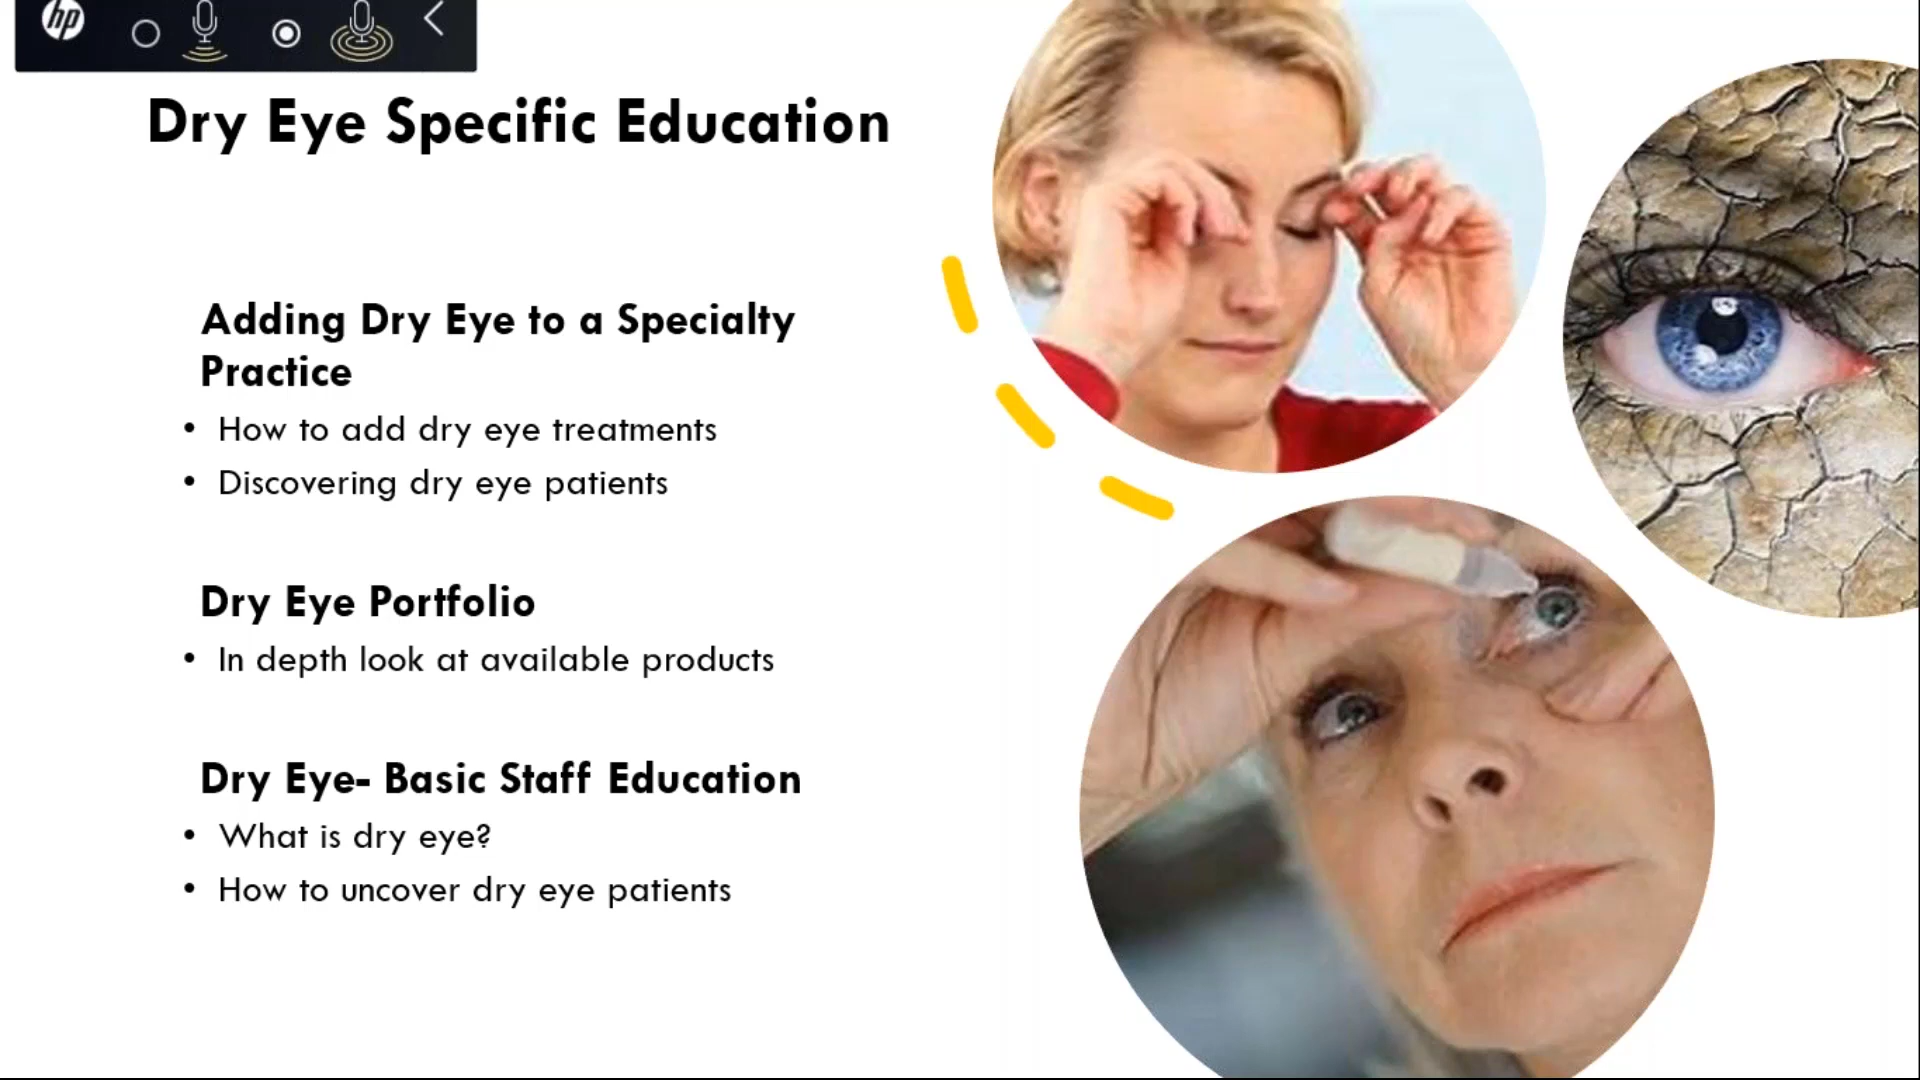 hp
Dry Eye Specific Education
Adding Dry Eye to a Specialty
Practice
• How to add dry eye treatments
• Discovering dry eye patients
Dry Eye Portfolio
• In depth look at available products
Dry Eye- Basic Staff Education
• What is dry eye?
• How to uncover dry eye patients